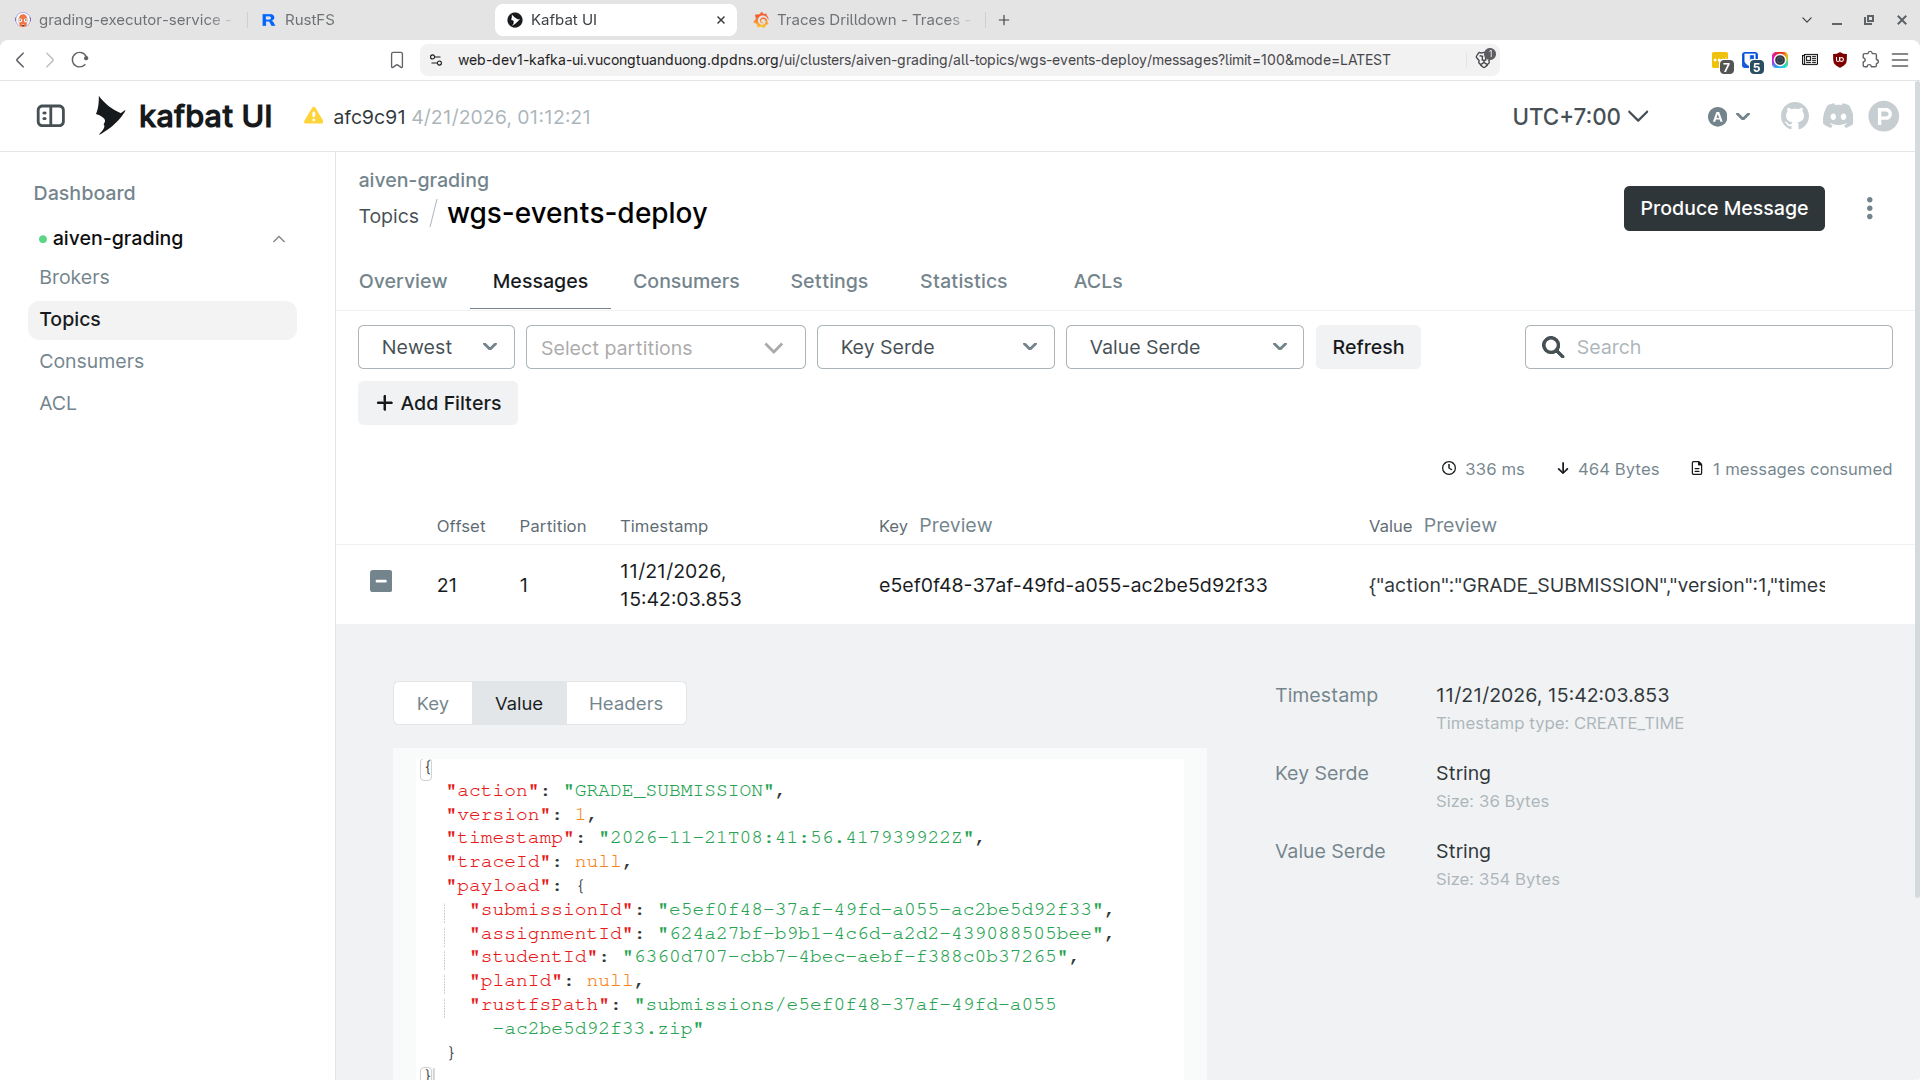 grading-executor-service -
RustFS
Kafbat UI
Traces Drilldown - Traces -
web-dev1-kafka-ui.vucongtuanduong.dpdns.org/ui/clusters/aiven-grading/all-topics/wgs-events-deploy/messages?limit=100&mode=LATEST
1
7
5
kafbat UI
afc9c91 4/21/2026, 01:12:21
UTC+7:00
A
Dashboard
aiven-grading
Brokers
Topics
Consumers
ACL
aiven-grading
Topics / wgs-events-deploy
Produce Message
Overview
Messages
Consumers
Settings
Statistics
ACLs
Newest
Select partitions
Key Serde
Value Serde
Refresh
Search
+ Add Filters
336 ms
464 Bytes
1 messages consumed
Offset Partition Timestamp Key Preview Value Preview
21 1 11/21/2026, 15:42:03.853 e5ef0f48-37af-49fd-a055-ac2be5d92f33 {"action":"GRADE_SUBMISSION","version":1,"times
Key
Value
Headers
{
"action": "GRADE_SUBMISSION",
"version": 1,
"timestamp": "2026-11-21T08:41:56.417939922Z",
"traceId": null,
"payload": {
"submissionId": "e5ef0f48-37af-49fd-a055-ac2be5d92f33",
"assignmentId": "624a27bf-b9b1-4c6d-a2d2-439088505bee",
"studentId": "6360d707-cbb7-4bec-aebf-f388c0b37265",
"planId": null,
"rustfsPath": "submissions/e5ef0f48-37af-49fd-a055
-ac2be5d92f33.zip"
}
}
Timestamp 11/21/2026, 15:42:03.853
Timestamp type: CREATE_TIME
Key Serde String
Size: 36 Bytes
Value Serde String
Size: 354 Bytes